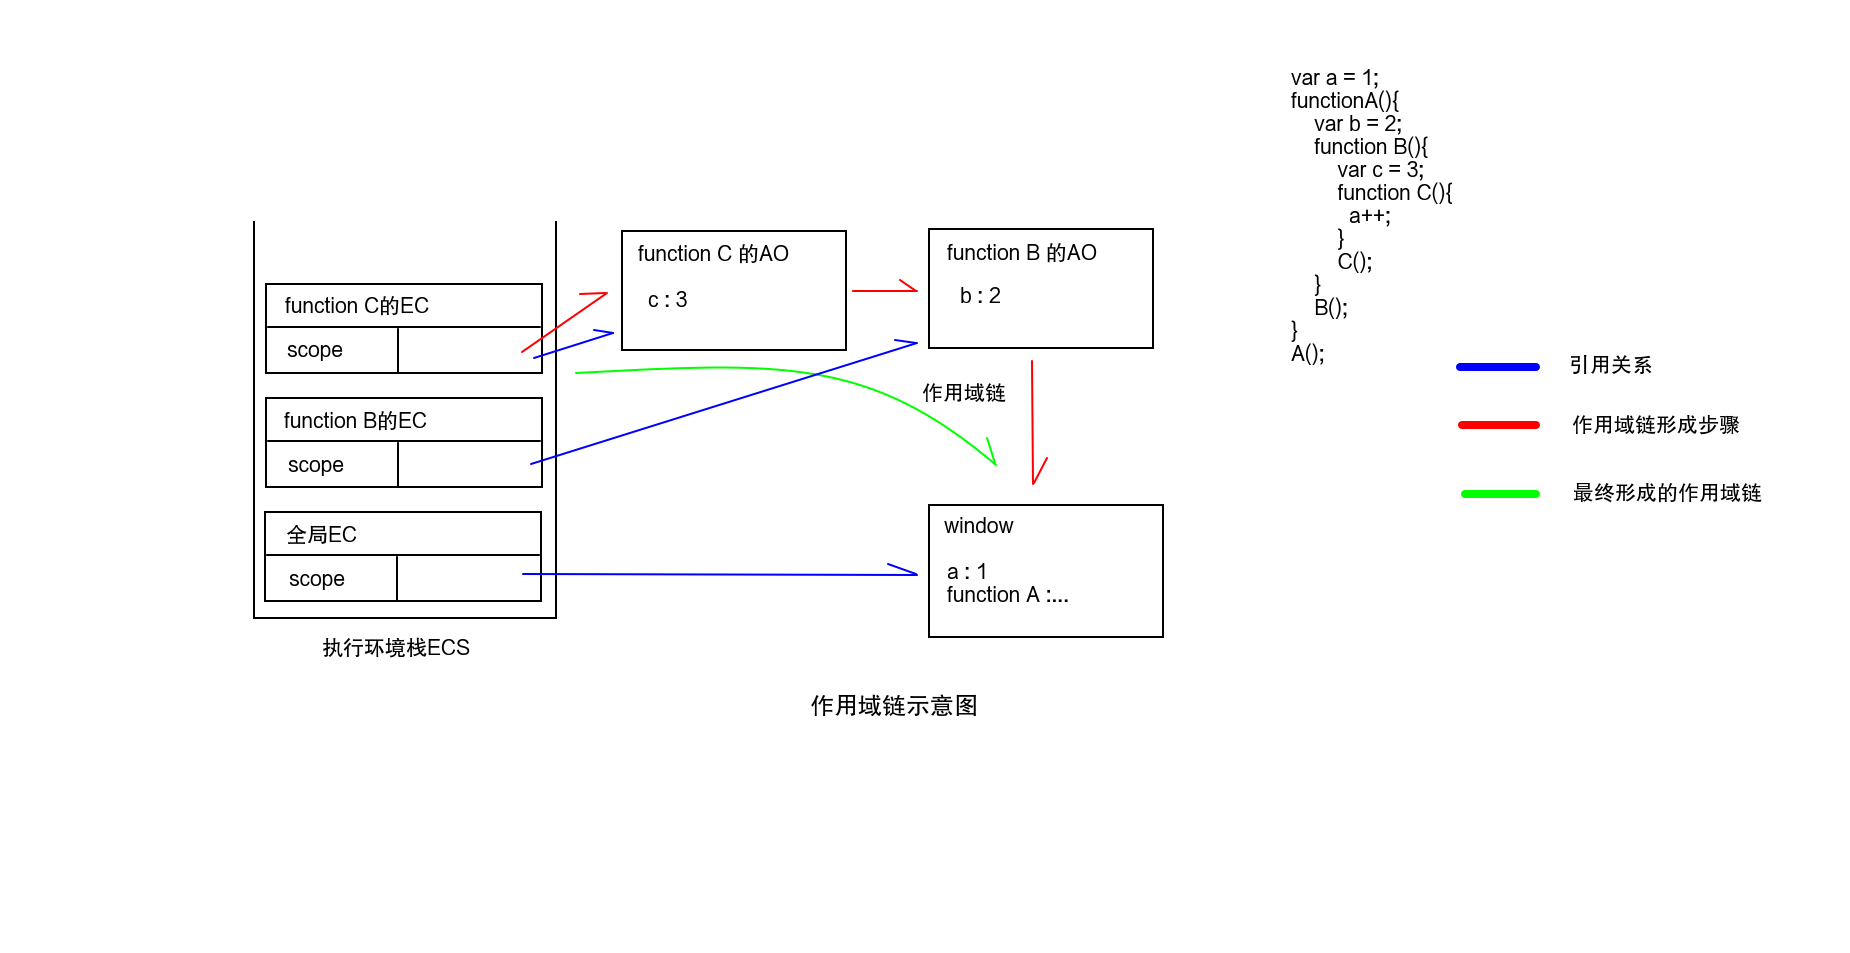 var a = 1;
functionA(){
var b = 2;
function B(){
var c = 3;
function C(){
a++;
}
C();
}
B();
}
A();
function C 的AO
c : 3
function B 的AO
b : 2
function C的EC
scope
function B的EC
scope
全局EC
scope
执行环境栈ECS
作用域链
window
a : 1
function A :...
引用关系
作用域链形成步骤
最终形成的作用域链
作用域链示意图